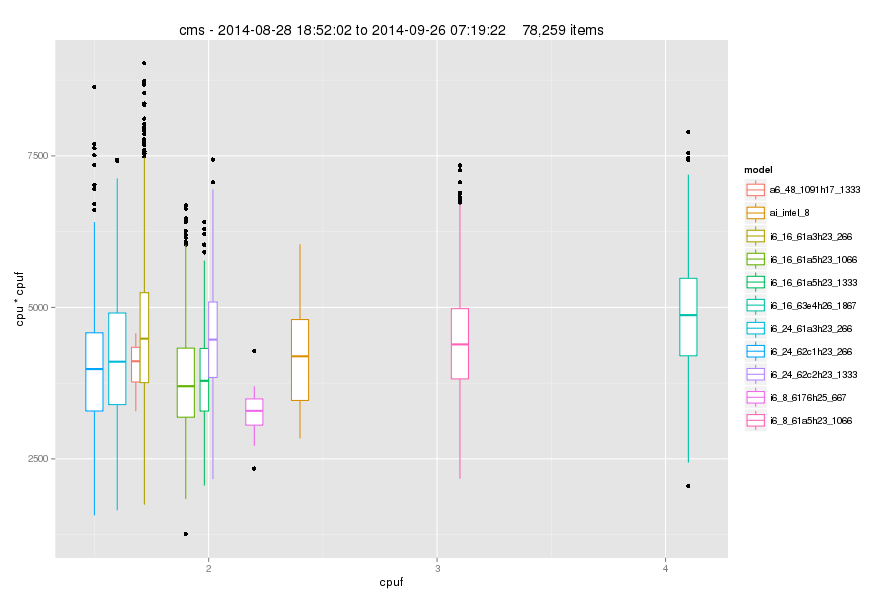 cms - 2014-08-28 18:52:02 to 2014-09-26 07:19:22    78,259 items
7500
5000
2500
cpu * cpuf
2
3
4
cpuf
model
a6_48_1091h17_1333
ai_intel_8
i6_16_61a3h23_266
i6_16_61a5h23_1066
i6_16_61a5h23_1333
i6_16_63e4h26_1867
i6_24_61a3h23_266
i6_24_62c1h23_266
i6_24_62c2h23_1333
i6_8_6176h25_667
i6_8_61a5h23_1066